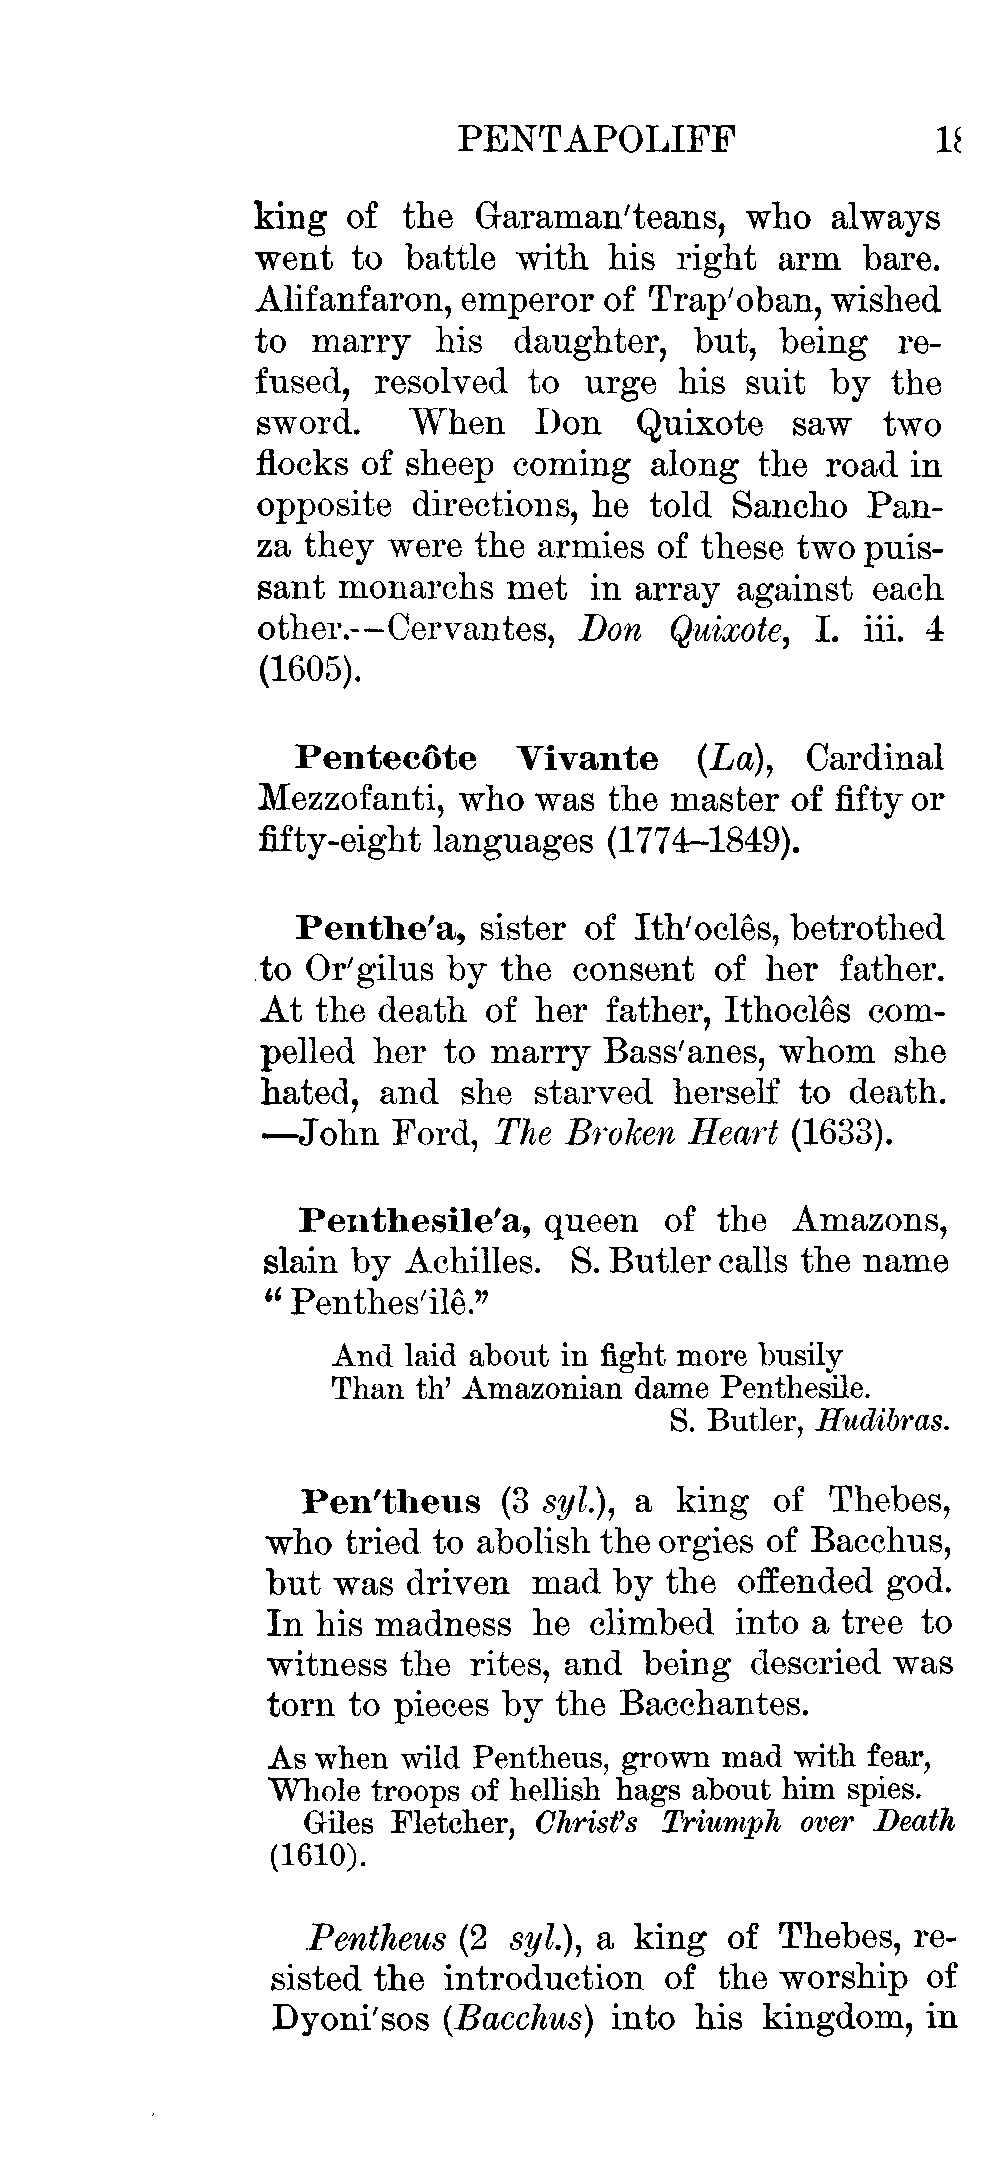 PENTAPOLIFF
king of the Garaman'teans, who always
went to battle with his right arm bare.
Alifanfaron, emperor of Trap'oban, wished
to marry his daughter, but, being re-
fused, resolved to urge his suit by the
sword. When Don Quixote saw two
flocks of sheep coming along the road in
opposite directions, he told Sancho Pan-
za they were the armies of these two puis-
sant monarchs met in array against each
other.--Cervantes, Don Quixote, I. iii. 4
(1605).
Pentecôte Vivante (La), Cardinal
Mezzofanti, who was the master of fifty or
fifty-eight languages (1774–1849).
Penthe'a, sister of Ith'oclês, betrothed
to Or'gilus by the consent of her father.
At the death of her father, Ithoclês com-
pelled her to marry Bass'anes, whom she
hated, and she starved herself to death.
—John Ford, The Broken Heart (1633).
Penthesile'a, queen of the Amazons,
slain by Achilles. S. Butler calls the name
“Penthes'ilê.”
And laid about in fight more busily
Than th’ Amazonian dame Penthesile.
S. Butler, Hudibras.
Pen'theus (3 syl.), a king of Thebes,
who tried to abolish the orgies of Bacchus,
but was driven mad by the offended god.
In his madness he climbed into a tree to
witness the rites, and being descried was
torn to pieces by the Bacchantes.
As when wild Pentheus, grown mad with fear,
Whole troops of hellish hags about him spies.
Giles Fletcher, Christ’s Triumph over Death
(1610).
Pentheus (2 syl.), a king of Thebes, re-
sisted the introduction of the worship of
Dyoni'sos (Bacchus) into his kingdom, in